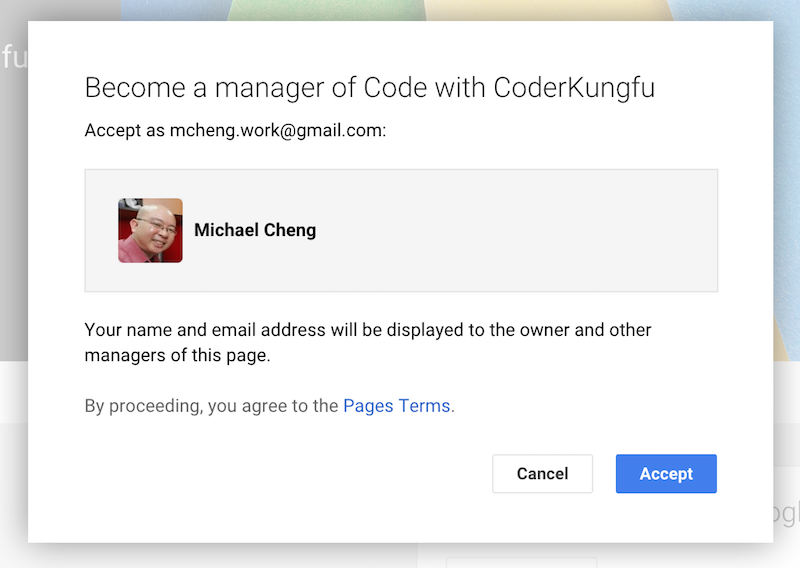 fu
Become a manager of Code with CoderKungfu
Accept as mcheng.work@gmail.com:
Michael Cheng
Your name and email address will be displayed to the owner and other
managers of this page.
By proceeding, you agree to the Pages Terms.
Cancel
Accept
ogl